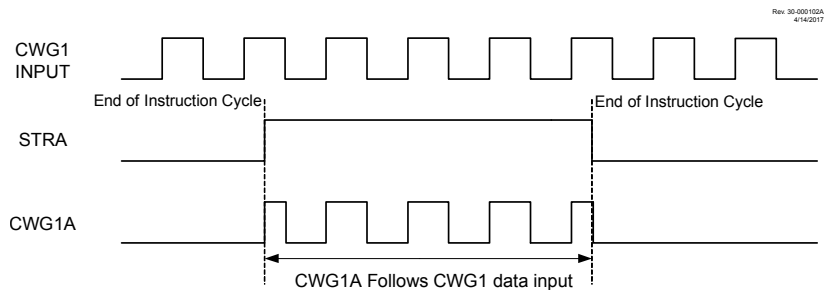 Rev. 30-000102A
4/14/2017
CWG1
INPUT
End of Instruction Cycle
End of Instruction Cycle
STRA
CWG1A
CWG1A Follows CWG1 data input